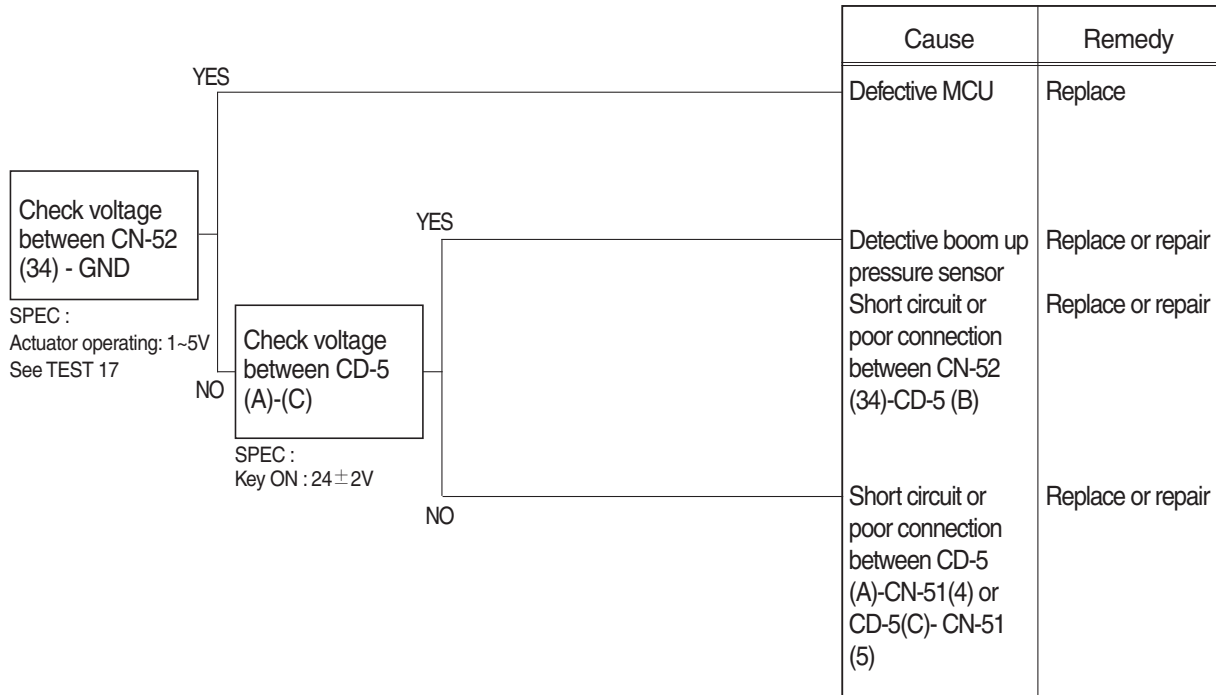 Cause Remedy
YES
Defective MCU Replace
Check voltage
between CN-52
(34) - GND
SPEC :
Actuator operating: 1~5V
See TEST 17
NO
YES
Detective boom up Replace or repair
pressure sensor
Short circuit or Replace or repair
poor connection
between CN-52
(34)-CD-5 (B)
Check voltage
between CD-5
(A)-(C)
SPEC :
Key ON : 24±2V
NO
Short circuit or Replace or repair
poor connection
between CD-5
(A)-CN-51(4) or
CD-5(C)- CN-51
(5)